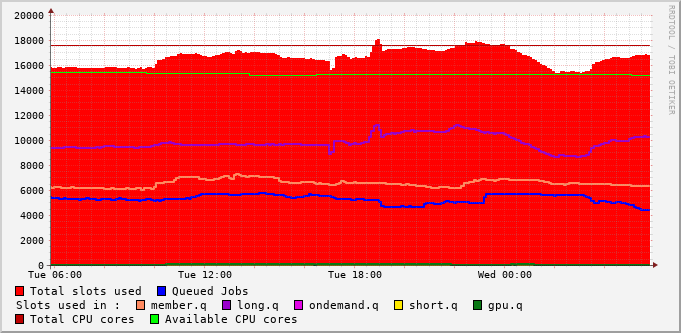 20000
18000
16000
14000
12000
10000
8000
6000
4000
2000
0
Tue 06:00 Tue 12:00 Tue 18:00 Wed 00:00
RRDTOOL / TOBI OETIKER
Total slots used Queued Jobs
Slots used in : member.q long.q ondemand.q short.q gpu.q
Total CPU cores Available CPU cores